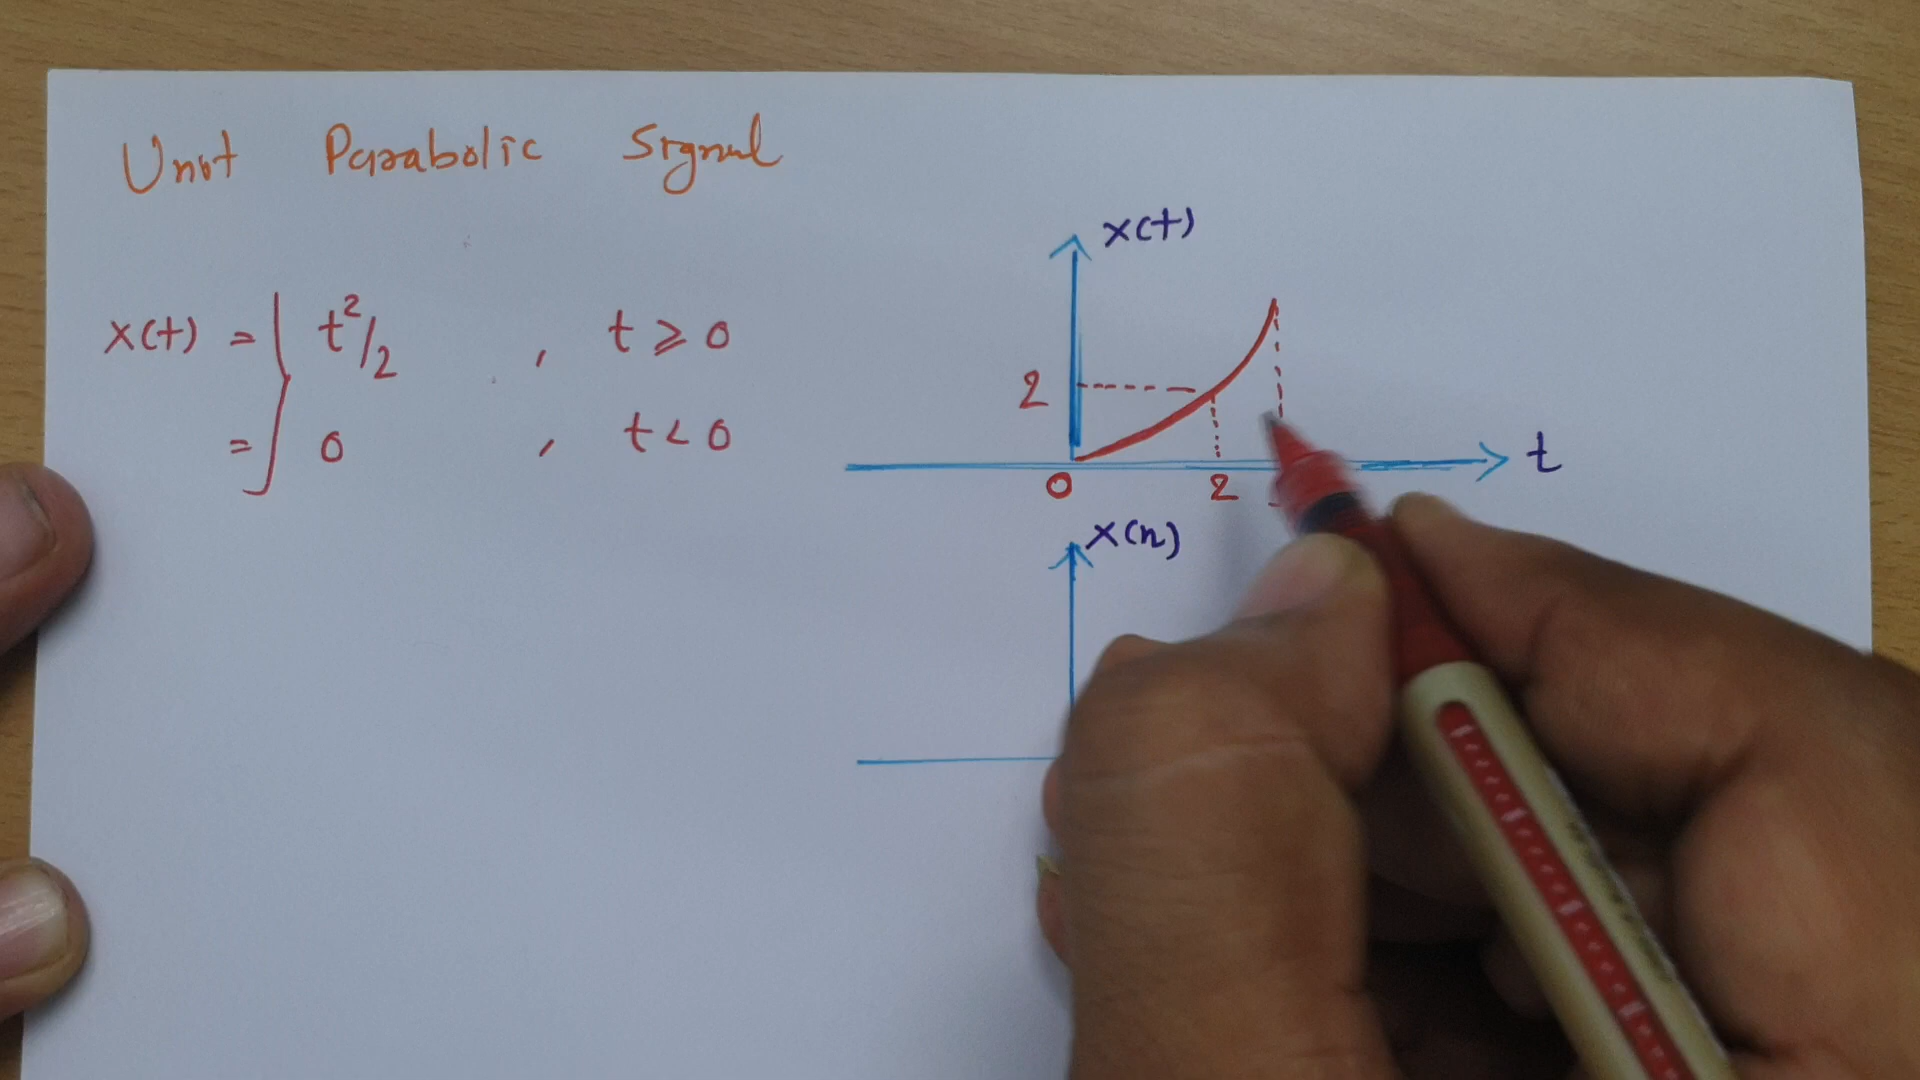 Unit Parabolic Signal
x(t)
x(t) = { t²/2 , t ⩾ 0
= 0 , t < 0
2
t
0 2
x(n)